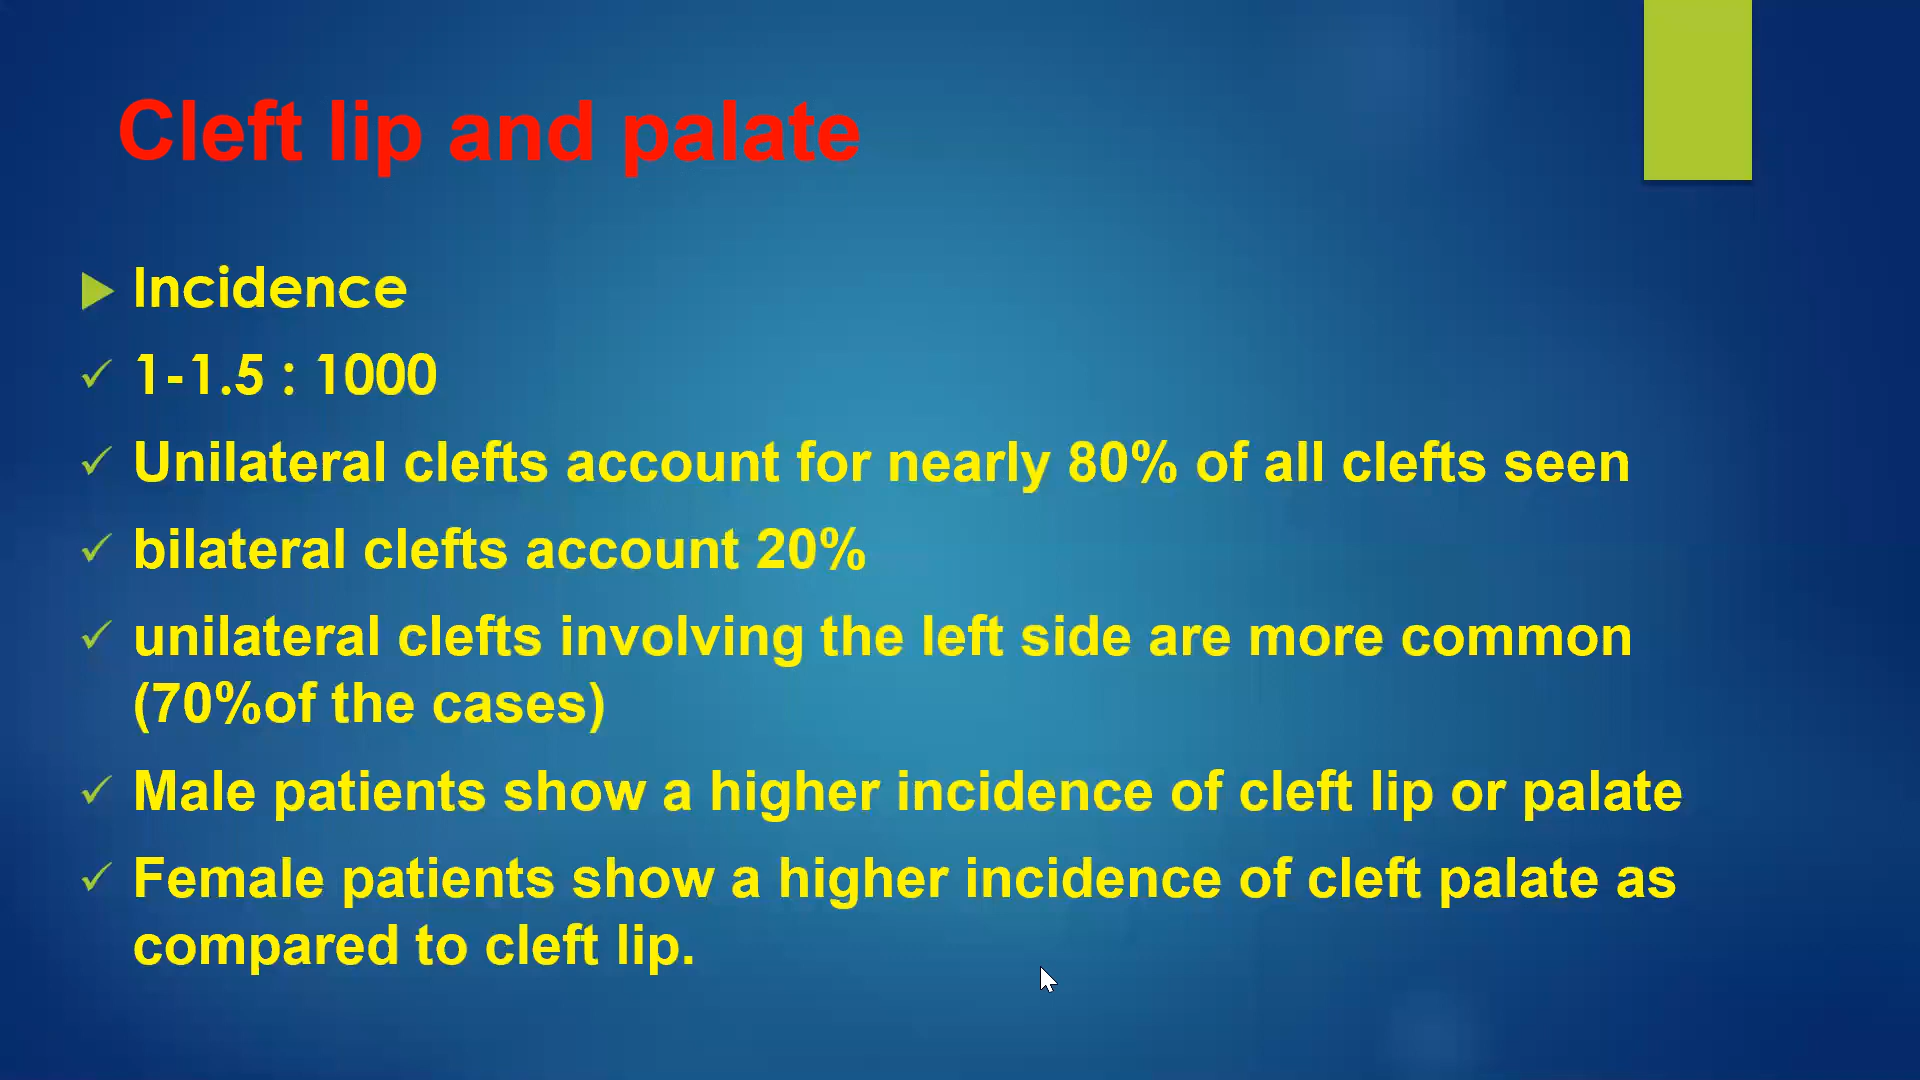 Cleft lip and palate
Incidence
1-1.5 : 1000
Unilateral clefts account for nearly 80% of all clefts seen
bilateral clefts account 20%
unilateral clefts involving the left side are more common
(70%of the cases)
Male patients show a higher incidence of cleft lip or palate
Female patients show a higher incidence of cleft palate as
compared to cleft lip.